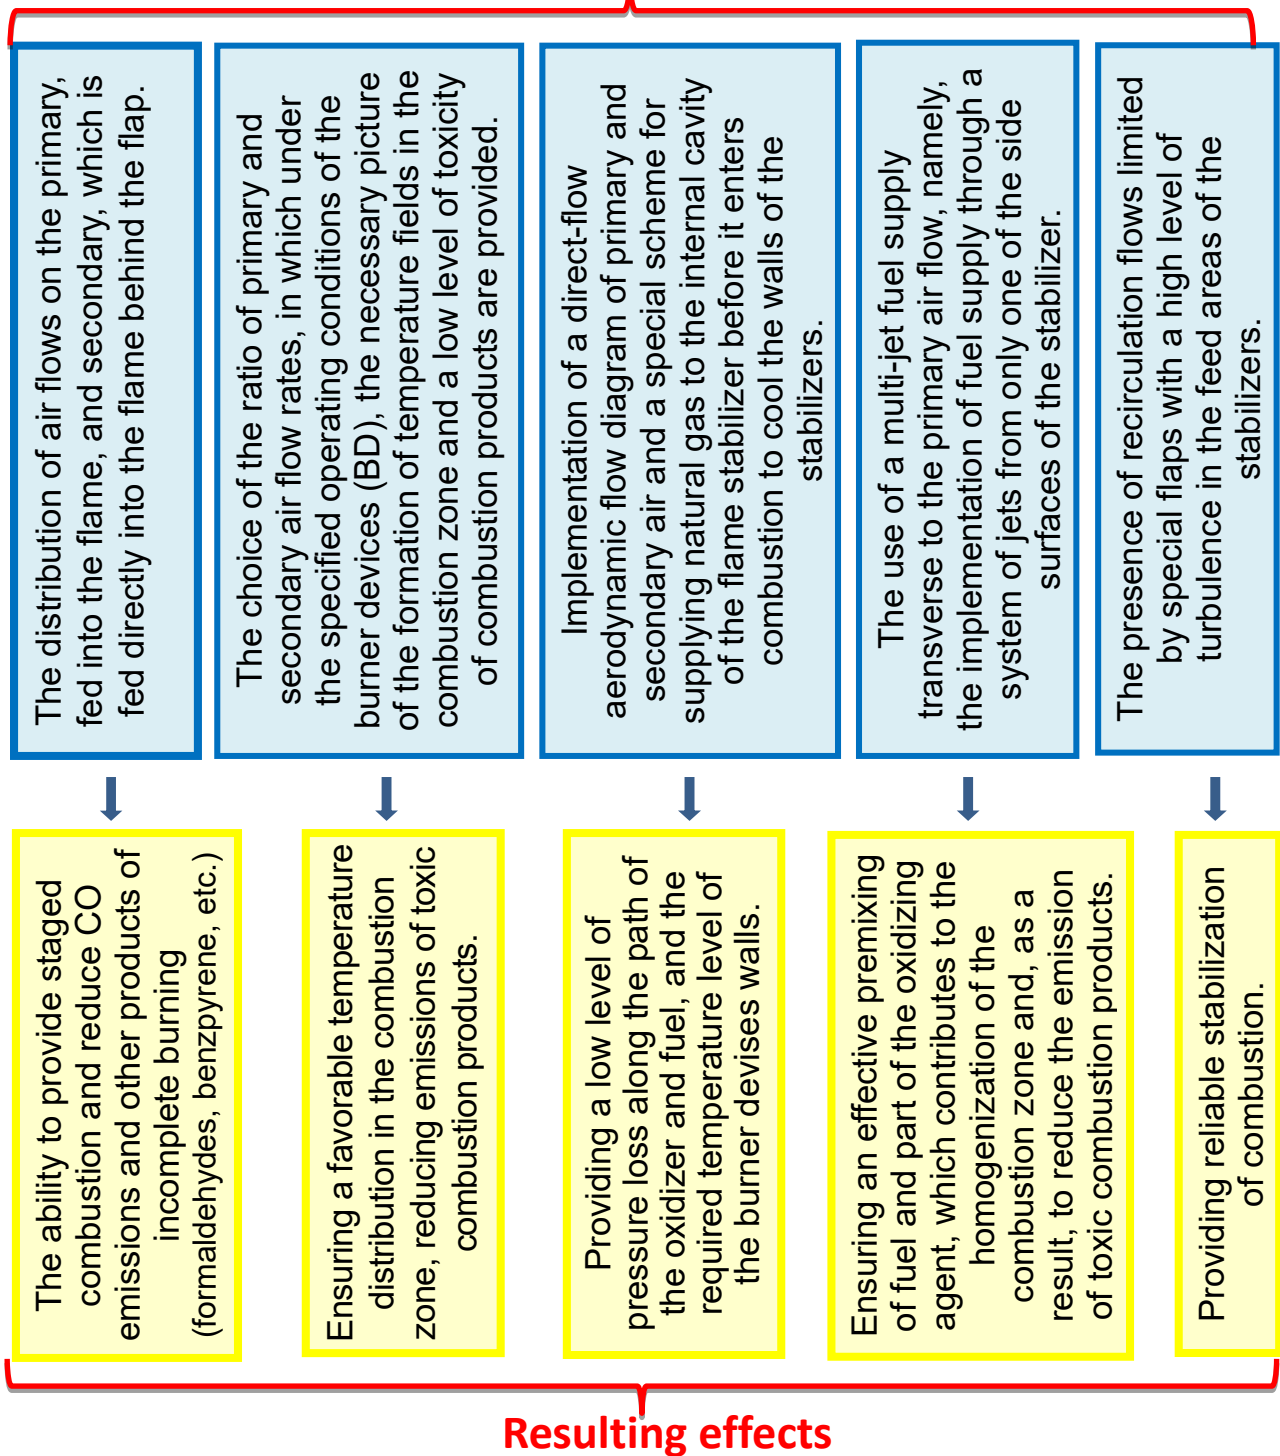 The distribution of air flows on the primary,
fed into the flame, and secondary, which is
fed directly into the flame behind the flap.
The choice of the ratio of primary and
secondary air flow rates, in which under
the specified operating conditions of the
burner devices (BD), the necessary picture
of the formation of temperature fields in the
combustion zone and a low level of toxicity
of combustion products are provided.
Implementation of a direct-flow
aerodynamic flow diagram of primary and
secondary air and a special scheme for
supplying natural gas to the internal cavity
of the flame stabilizer before it enters
combustion to cool the walls of the
stabilizers.
The use of a multi-jet fuel supply
transverse to the primary air flow, namely,
the implementation of fuel supply through a
system of jets from only one of the side
surfaces of the stabilizer.
The presence of recirculation flows limited
by special flaps with a high level of
turbulence in the feed areas of the
stabilizers.
The ability to provide staged
combustion and reduce CO
emissions and other products of
incomplete burning
(formaldehydes, benzpyrene, etc.)
Ensuring a favorable temperature
distribution in the combustion
zone, reducing emissions of toxic
combustion products.
Providing a low level of
pressure loss along the path of
the oxidizer and fuel, and the
required temperature level of
the burner devises walls.
Ensuring an effective premixing
of fuel and part of the oxidizing
agent, which contributes to the
homogenization of the
combustion zone and, as a
result, to reduce the emission
of toxic combustion products.
Providing reliable stabilization
of combustion.
Resulting effects